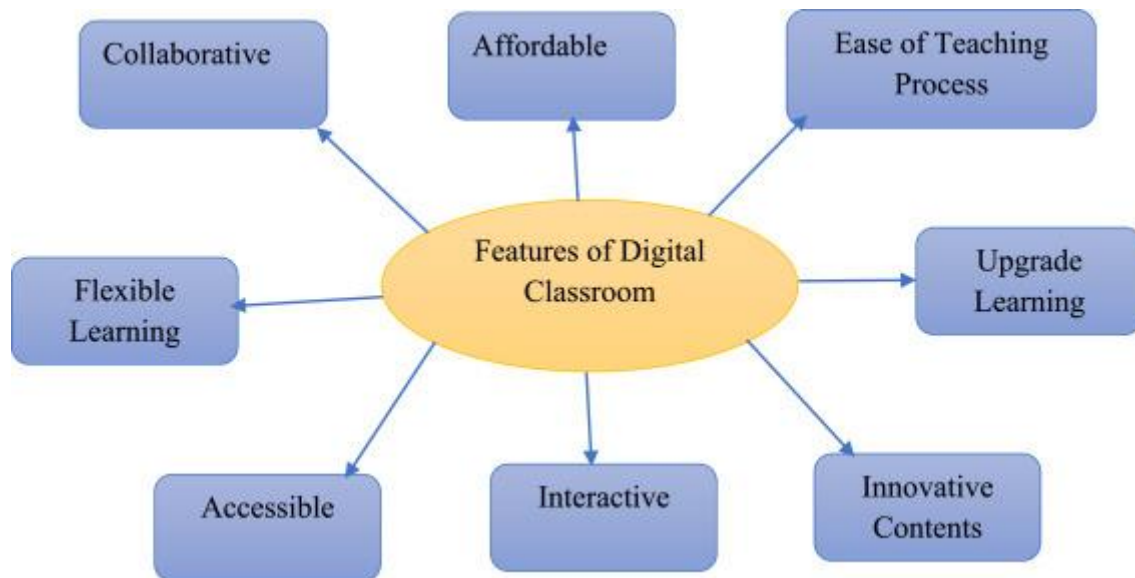 Collaborative
Affordable
Ease of Teaching
Process
Features of Digital
Classroom
Upgrade
Learning
Flexible
Learning
Accessible
Interactive
Innovative
Contents